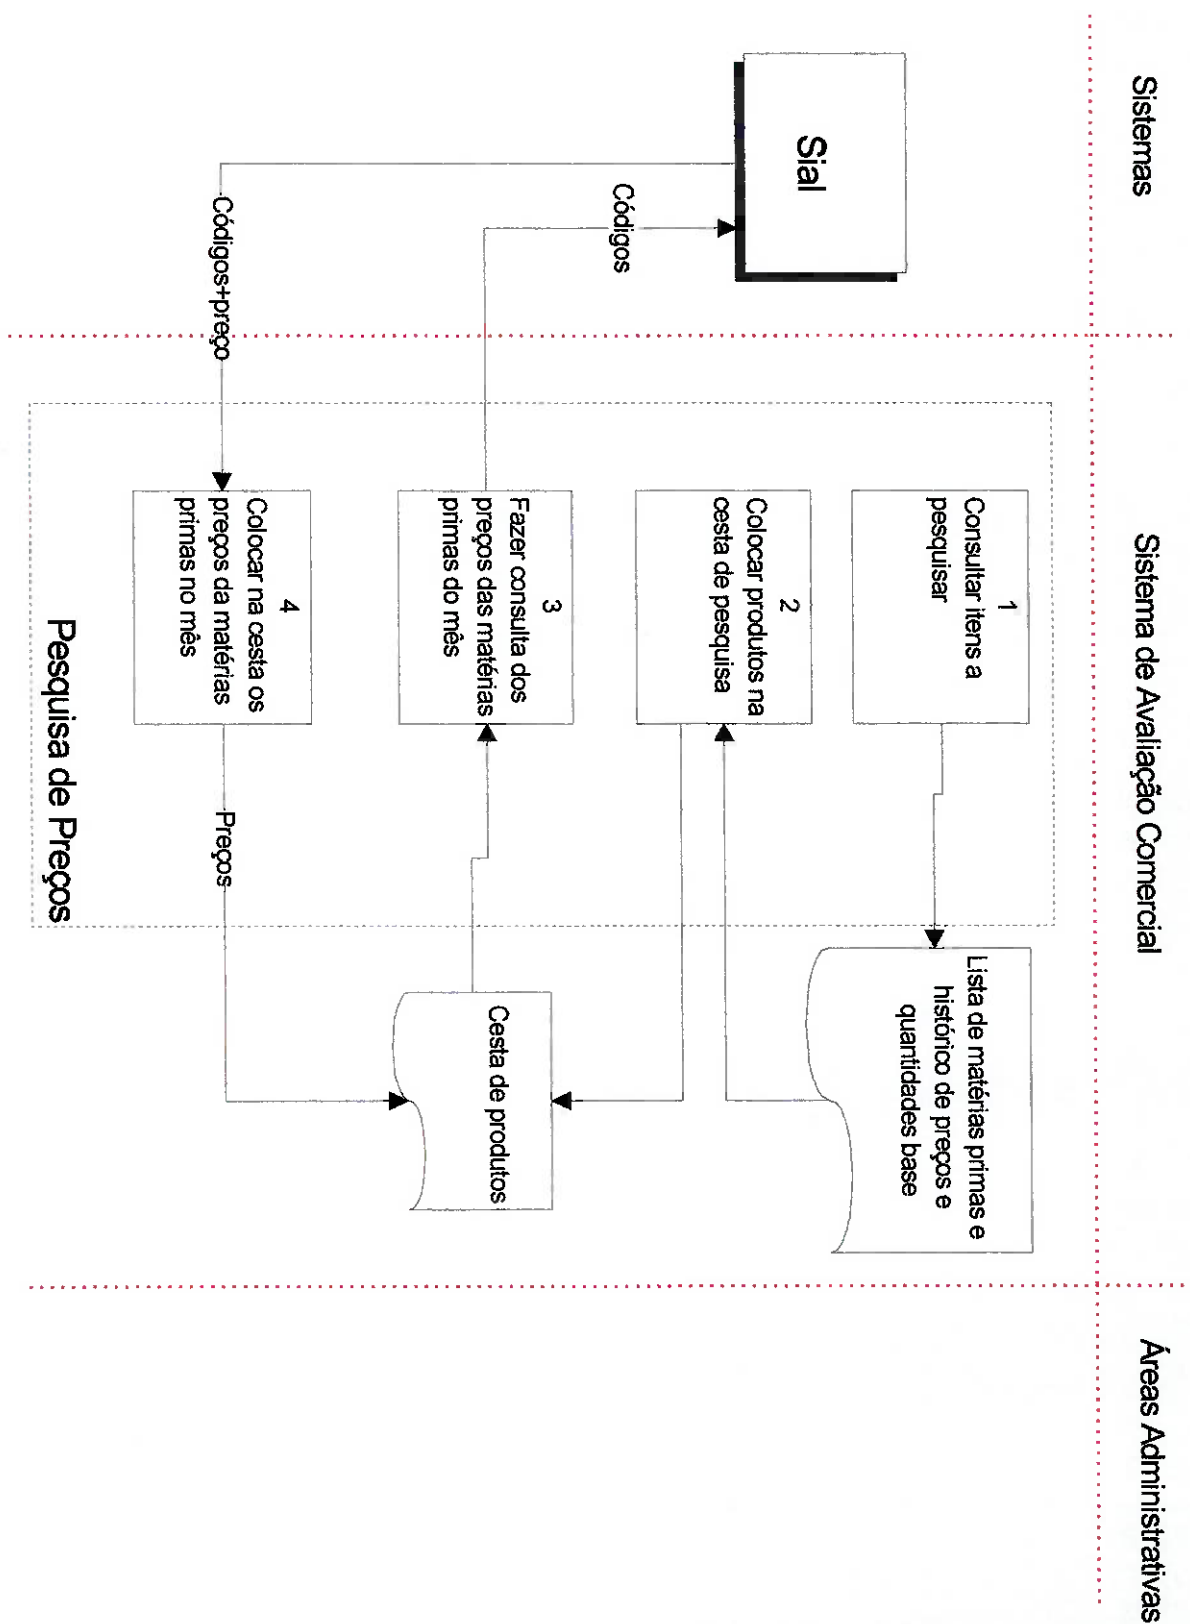 Sistemas
Sistema de Avaliação Comercial
Áreas Administrativas
Sial
Códigos
Códigos+preço
1
Consultar itens a
pesquisar
Lista de matérias primas e
histórico de preços e
quantidades base
2
Colocar produtos na
cesta de pesquisa
3
Fazer consulta dos
preços das matérias
primas do mês
Cesta de produtos
4
Colocar na cesta os
preços da matérias
primas no mês
Preços
Pesquisa de Preços